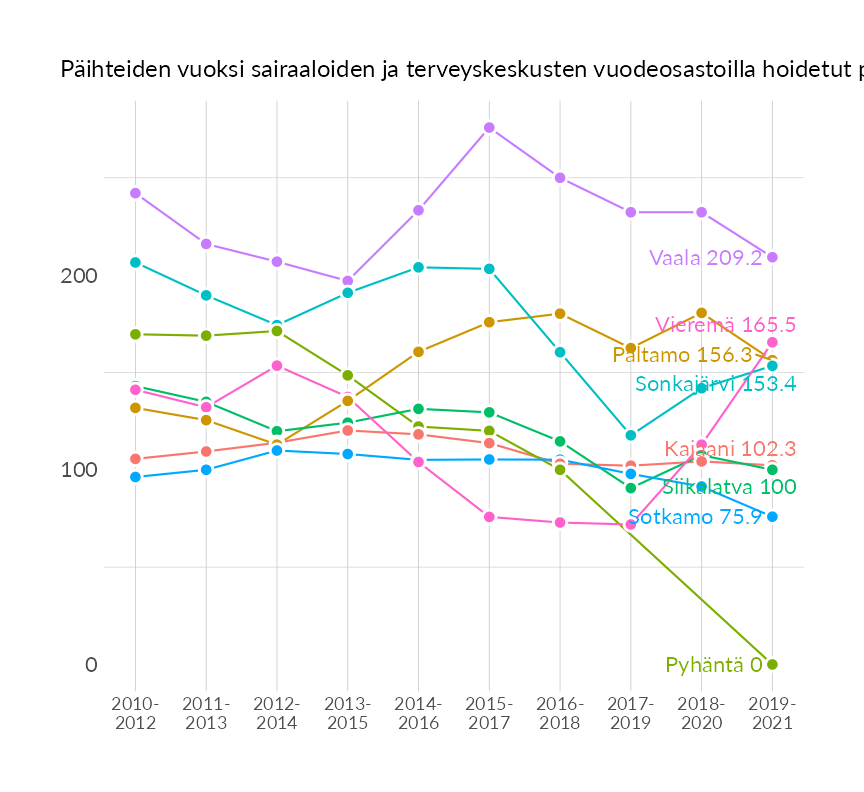 Päihteiden vuoksi sairaaloiden ja terveyskeskusten vuodeosastoilla hoidetut
200
100
0
Vaala 209.2
Vieremä 165.5
Paltamo 156.3
Sonkajärvi 153.4
Kajaani 102.3
Siikalatva 100
Sotkamo 75.9
Pyhäntä 0
2010-
2012
2011-
2013
2012-
2014
2013-
2015
2014-
2016
2015-
2017
2016-
2018
2017-
2019
2018-
2020
2019-
2021